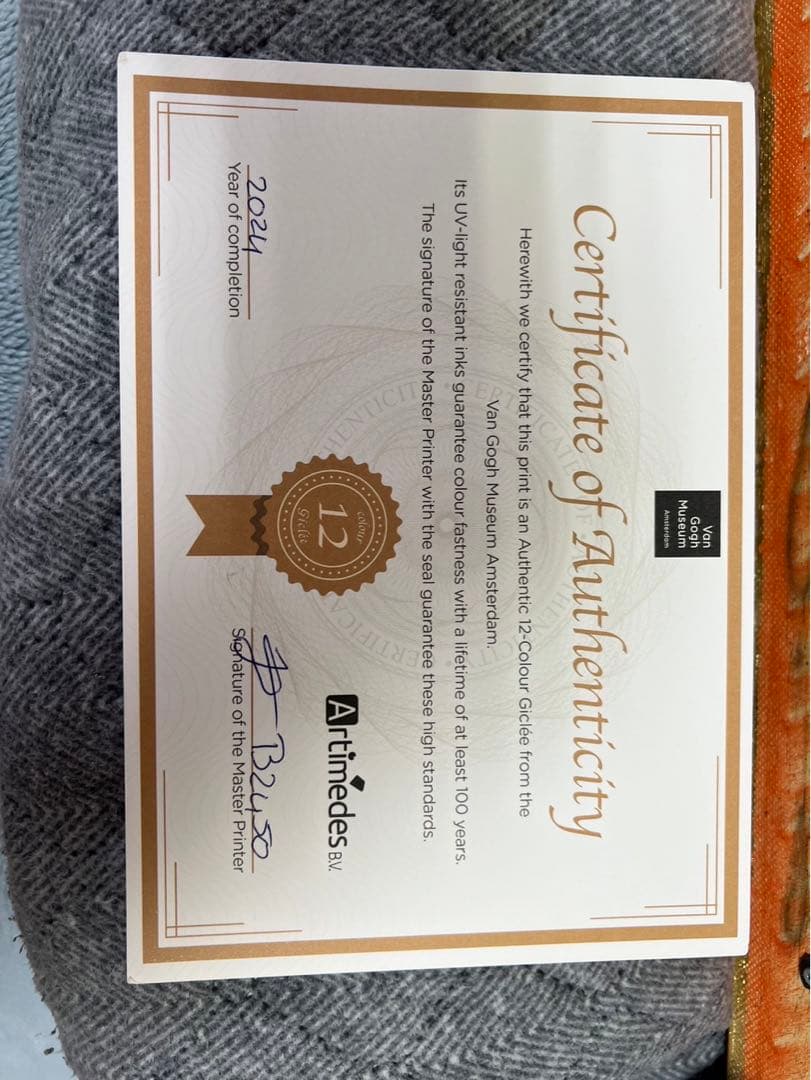 Van
Gogh
Museum
Amsterdam
Certificate of Authenticity
Herewith we certify that this print is an Authentic 12-Colour Giclée from the
Van Gogh Museum Amsterdam.
Its UV-light resistant inks guarantee colour fastness with a lifetime of at least 100 years.
The signature of the Master Printer with the seal guarantee these high standards.
colour
12
Giclée
Artimedes B.V.
2024
Year of completion
B2450
Signature of the Master Printer